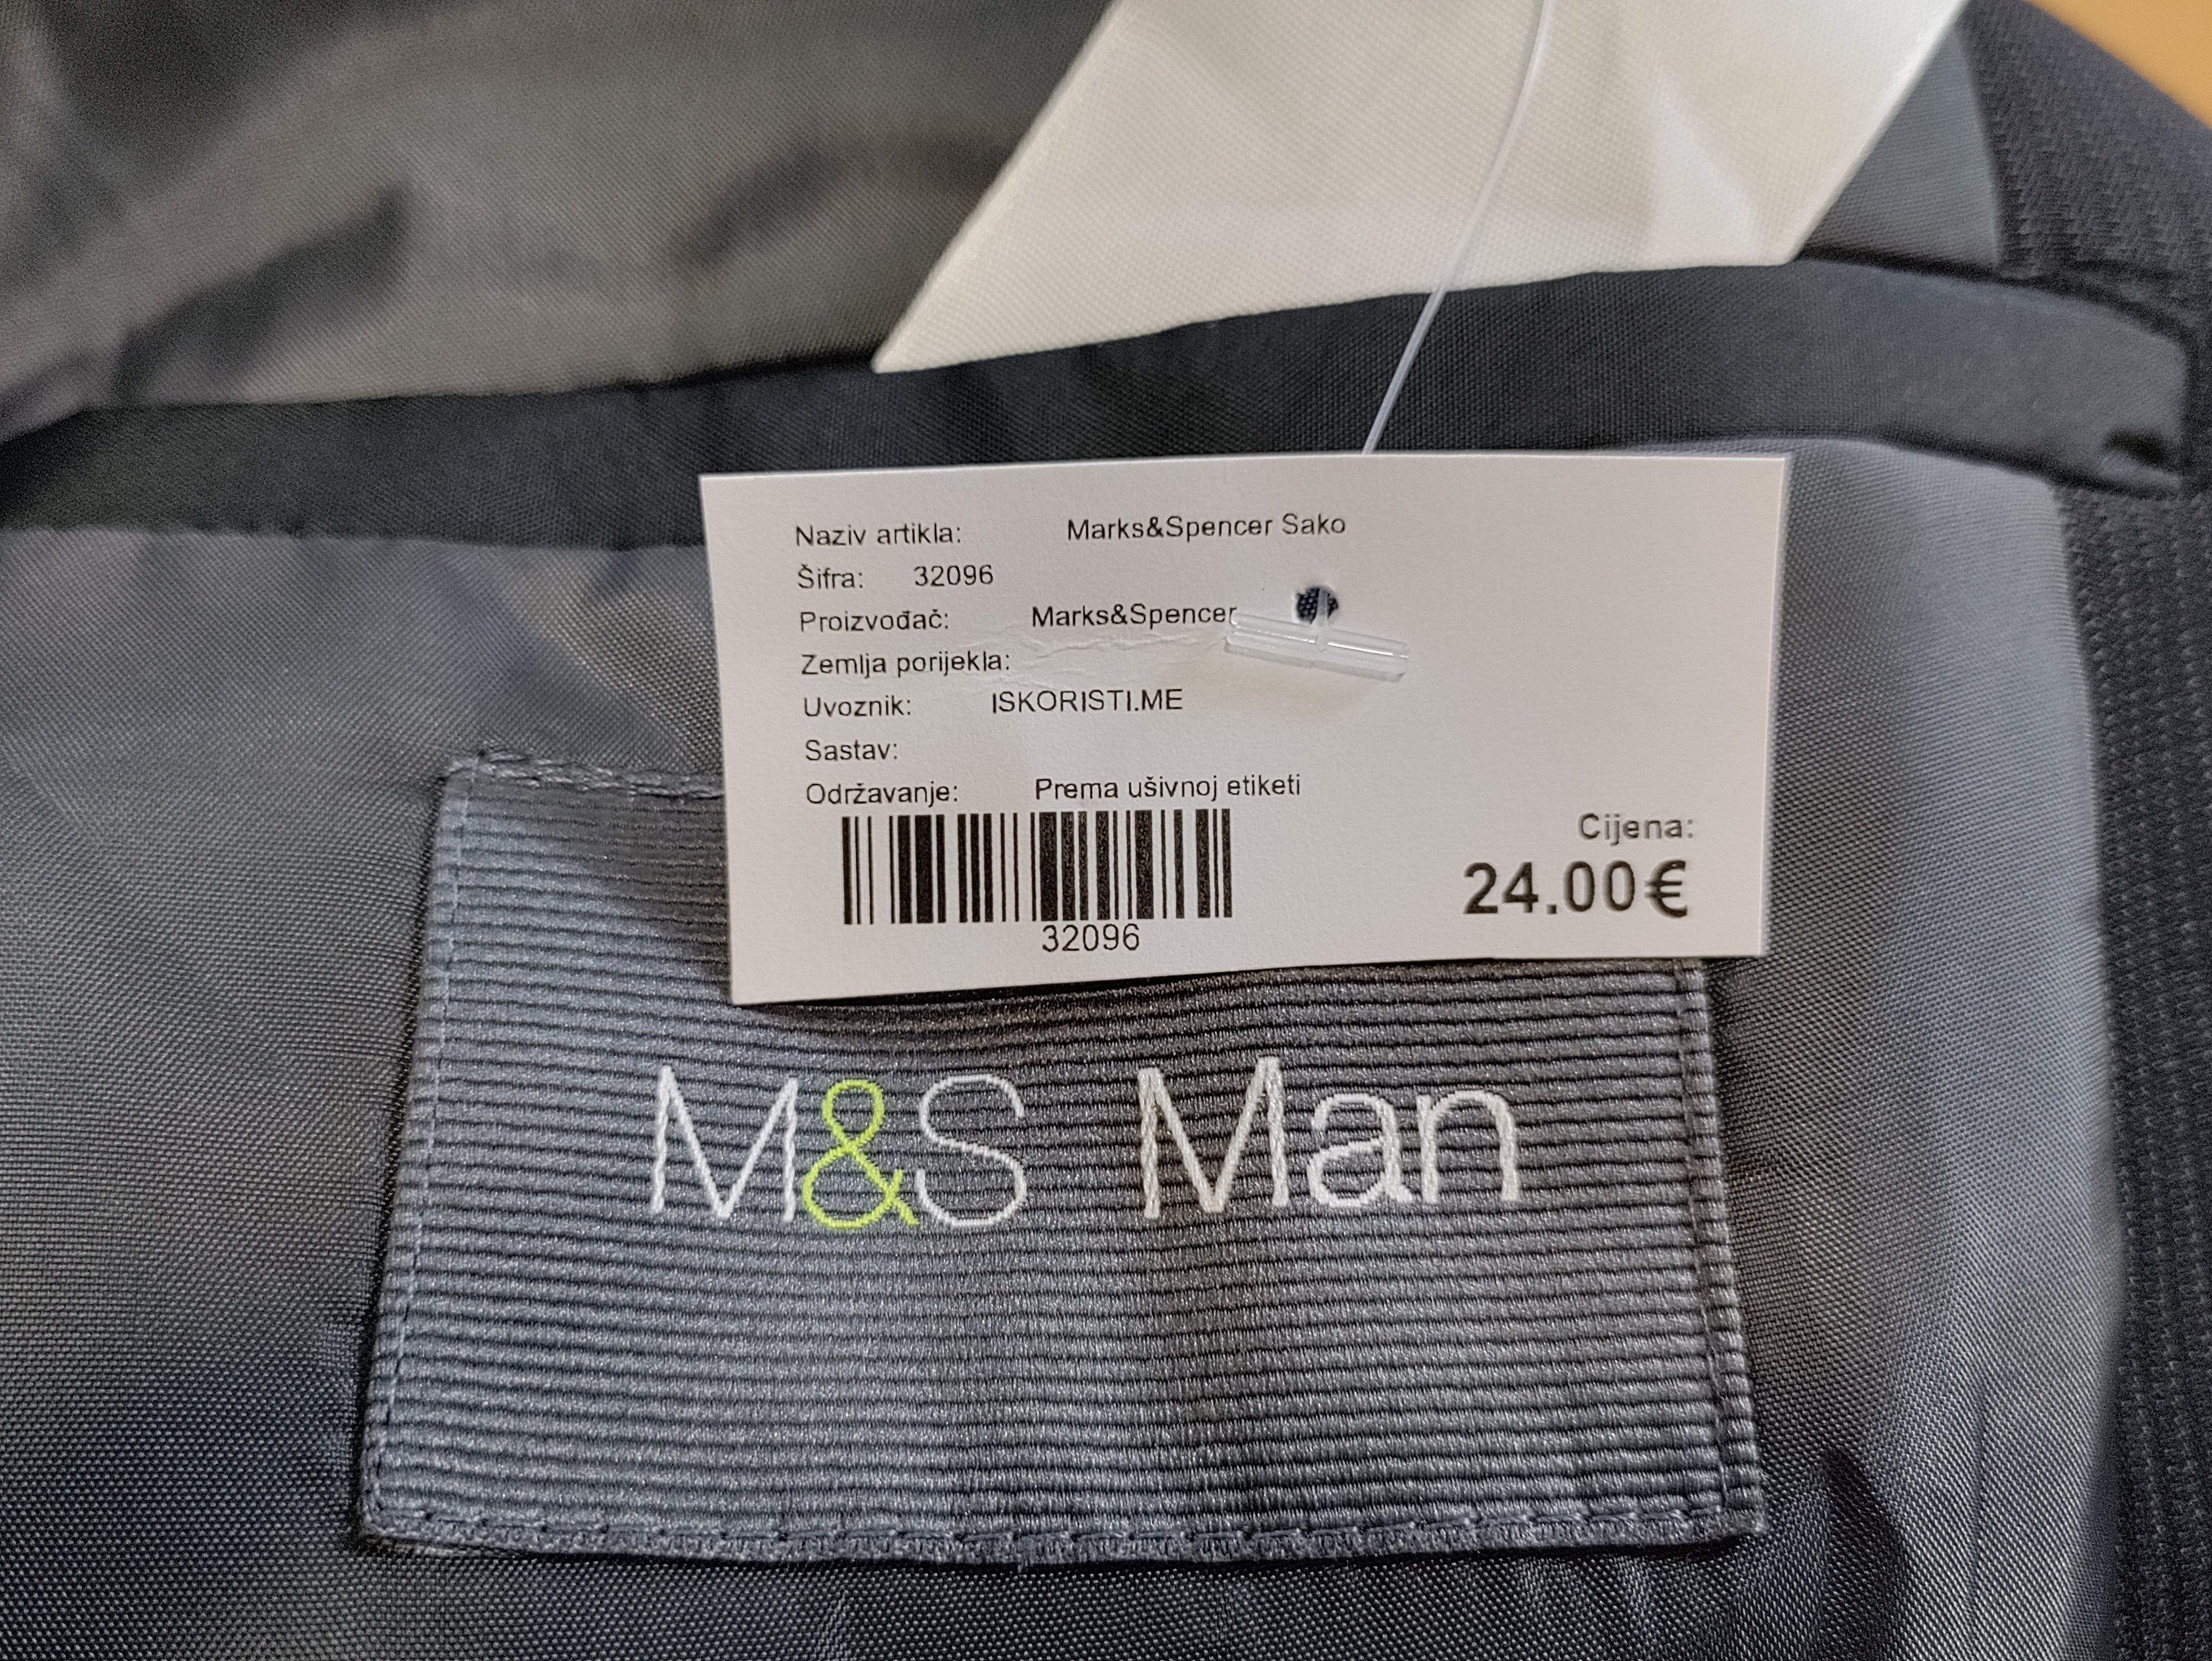 Naziv artikla: Marks&Spencer Sako
Šifra: 32096
Proizvođač: Marks&Spencer
Zemlja porijekla:
Uvoznik: ISKORISTI.ME
Sastav:
Održavanje: Prema ušivnoj etiketi
32096
Cijena:
24.00€
M&S Man